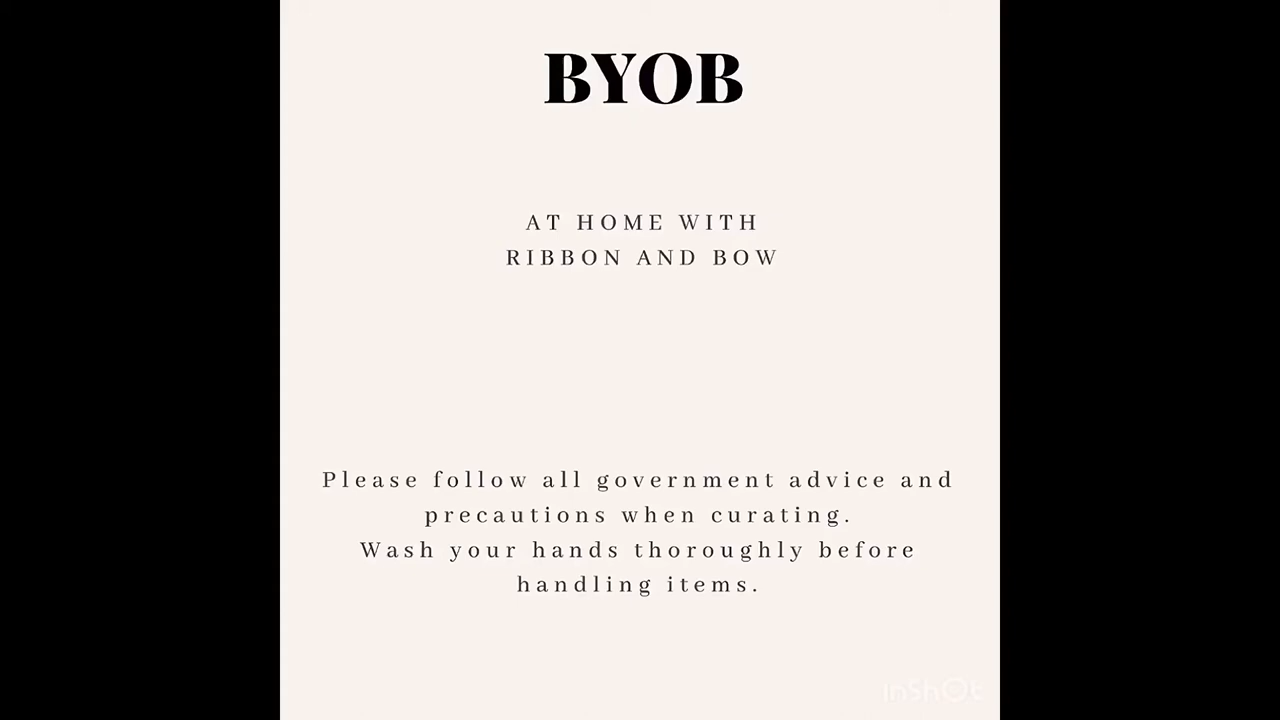 BYOB
AT HOME WITH
RIBBON AND BOW
Please follow all government advice and
precautions when curating.
Wash your hands thoroughly before
handling items.
InShOt